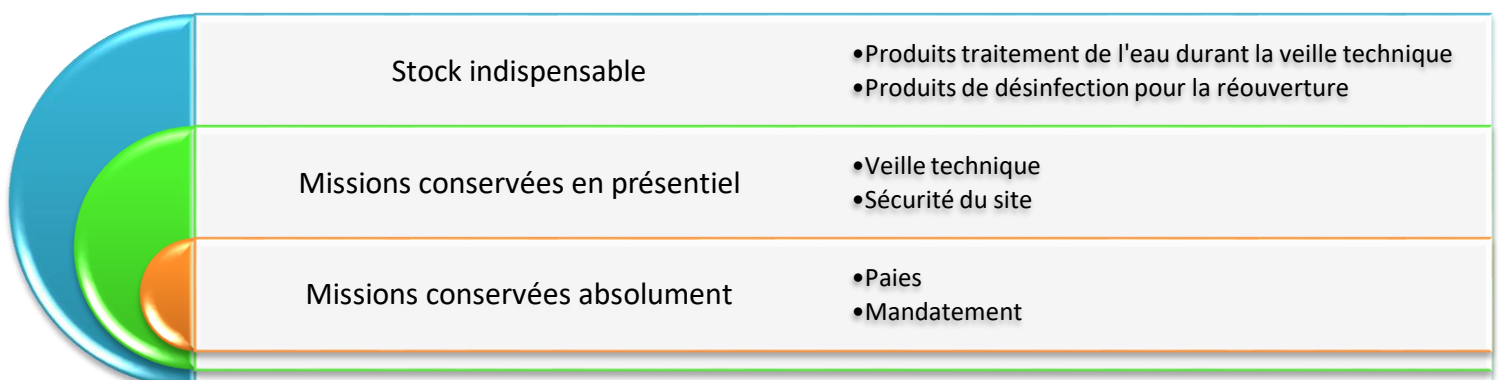 Stock indispensable
•Produits traitement de l'eau durant la veille technique
•Produits de désinfection pour la réouverture
Missions conservées en présentiel
•Veille technique
•Sécurité du site
Missions conservées absolument
•Paies
•Mandatement